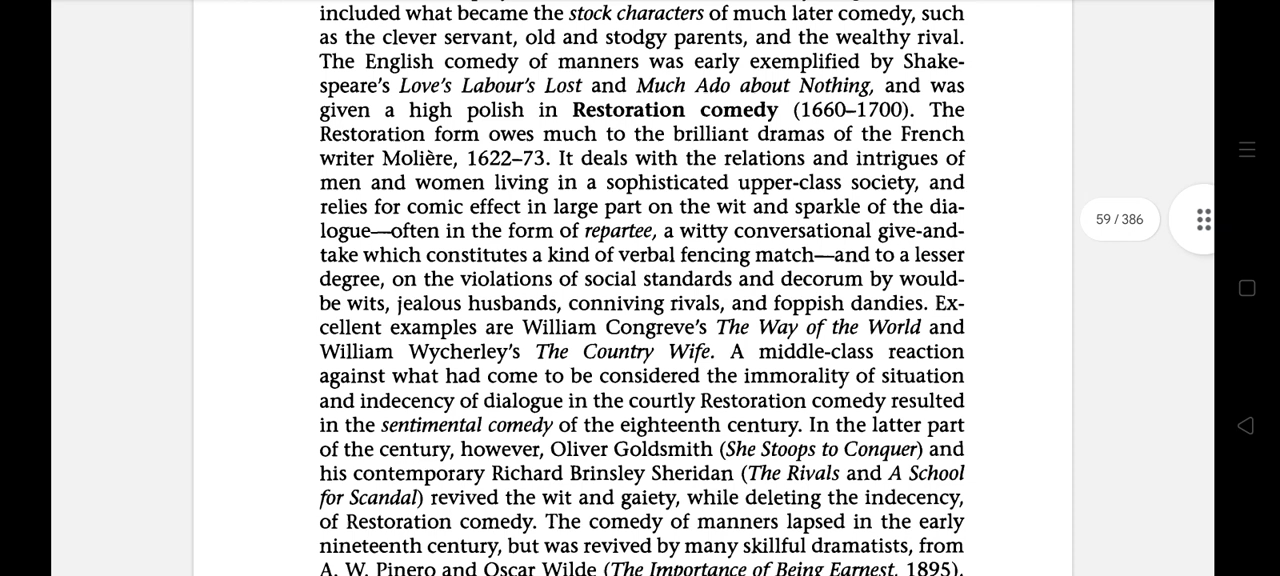 included what became the stock characters of much later comedy, such
as the clever servant, old and stodgy parents, and the wealthy rival.
The English comedy of manners was early exemplified by Shake-
speare's Love's Labour's Lost and Much Ado about Nothing, and was
given a high polish in Restoration comedy (1660–1700). The
Restoration form owes much to the brilliant dramas of the French
writer Molière, 1622–73. It deals with the relations and intrigues of
men and women living in a sophisticated upper-class society, and
relies for comic effect in large part on the wit and sparkle of the dia-
logue—often in the form of repartee, a witty conversational give-and-
take which constitutes a kind of verbal fencing match—and to a lesser
degree, on the violations of social standards and decorum by would-
be wits, jealous husbands, conniving rivals, and foppish dandies. Ex-
cellent examples are William Congreve's The Way of the World and
William Wycherley's The Country Wife. A middle-class reaction
against what had come to be considered the immorality of situation
and indecency of dialogue in the courtly Restoration comedy resulted
in the sentimental comedy of the eighteenth century. In the latter part
of the century, however, Oliver Goldsmith (She Stoops to Conquer) and
his contemporary Richard Brinsley Sheridan (The Rivals and A School
for Scandal) revived the wit and gaiety, while deleting the indecency,
of Restoration comedy. The comedy of manners lapsed in the early
nineteenth century, but was revived by many skillful dramatists, from
A. W. Pinero and Oscar Wilde (The Importance of Being Earnest, 1895),
59 / 386